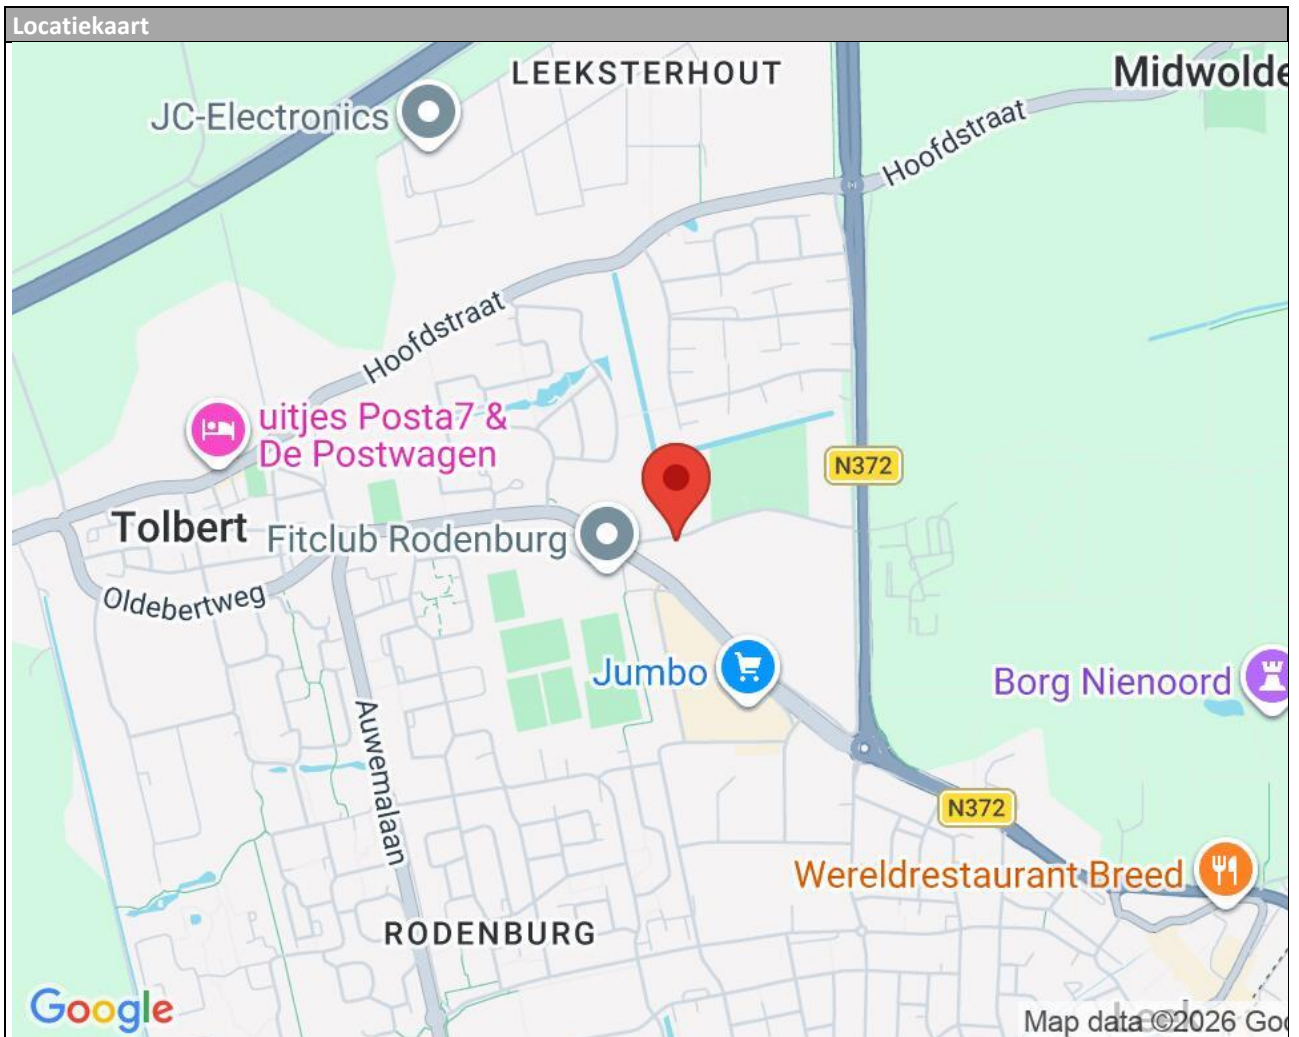 Locatiekaart
LEEKSTERHOUT
Midwolde
JC-Electronics
Hoofdstraat
Hoofdstraat
uitjes Posta7 &
De Postwagen
N372
Tolbert
Fitclub Rodenburg
Oldebertweg
Jumbo
Borg Nienoord
Auwemalaan
N372
Wereldrestaurant Breed
RODENBURG
Google
Map data ©2026 Goo